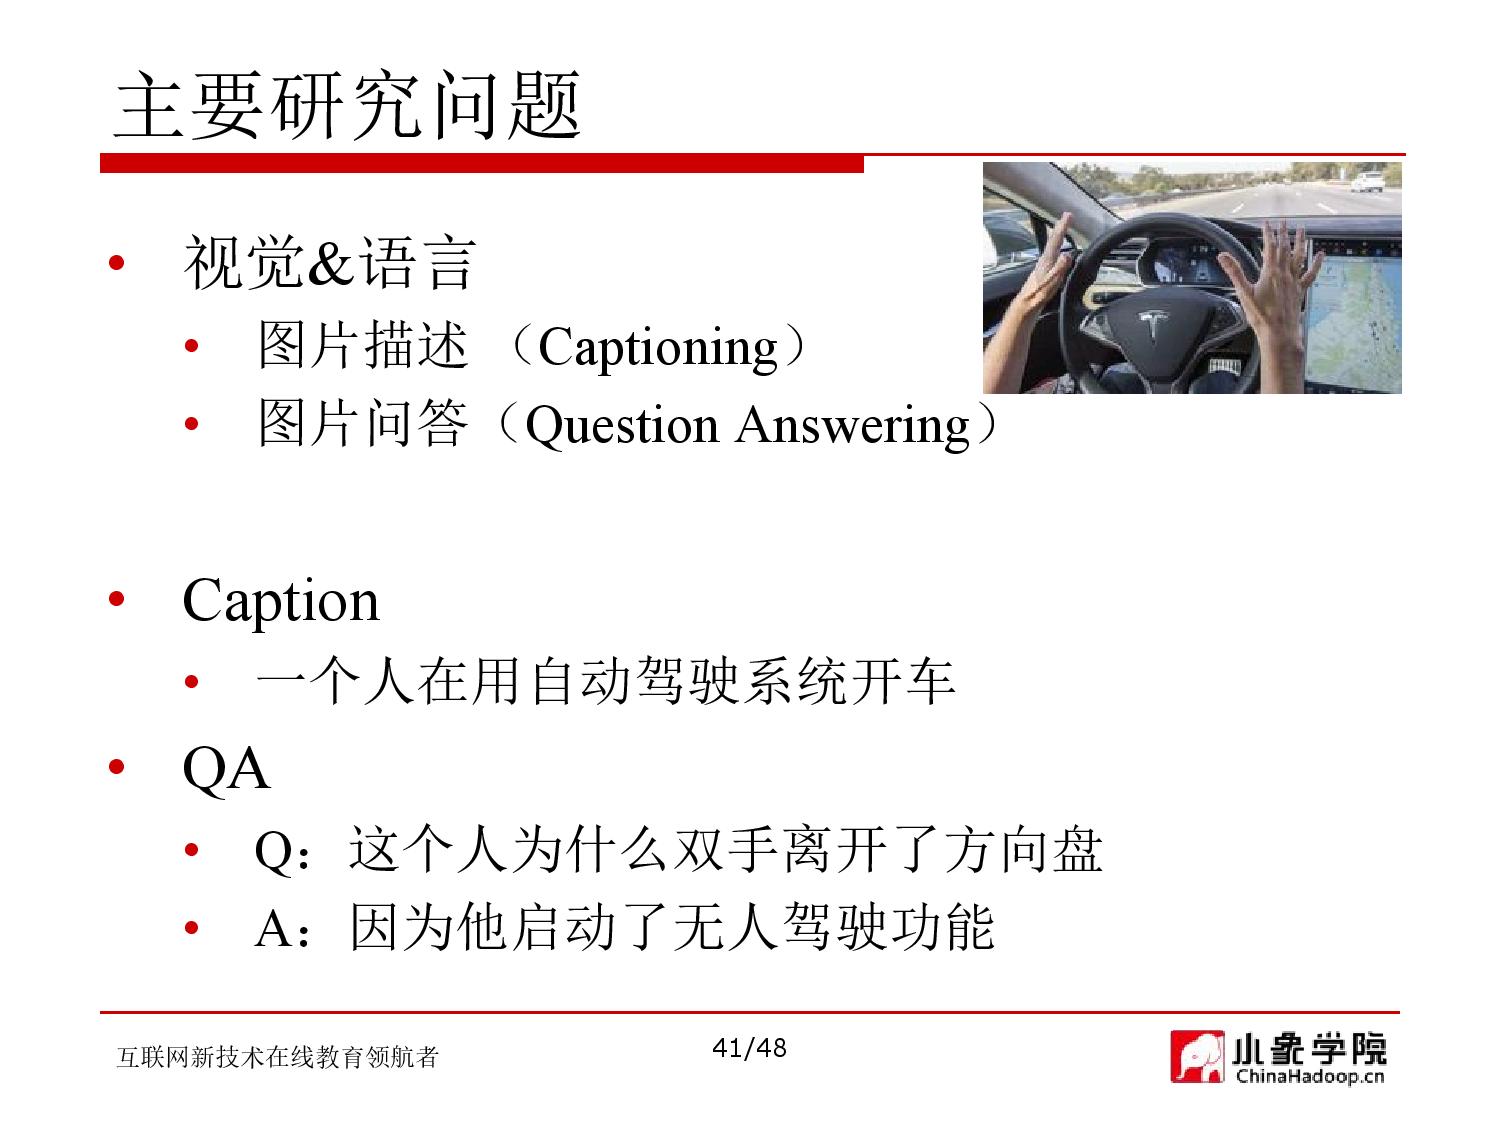 主要研究问题
• 视觉&语言
• 图片描述 （Captioning）
• 图片问答（Question Answering）
• Caption
• 一个人在用自动驾驶系统开车
• QA
• Q：这个人为什么双手离开了方向盘
• A：因为他启动了无人驾驶功能
互联网新技术在线教育领航者
41/48
小象学院
ChinaHadoop.cn